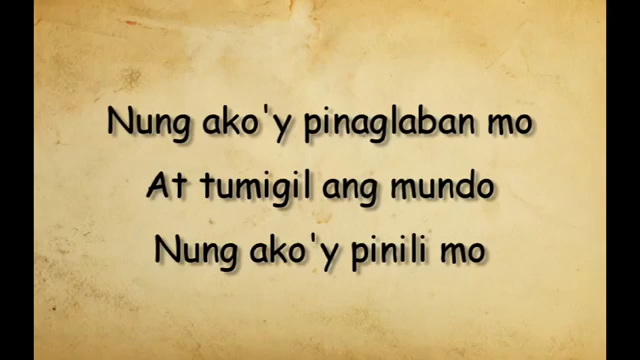 Nung ako'y pinaglaban mo
At tumigil ang mundo
Nung ako'y pinili mo